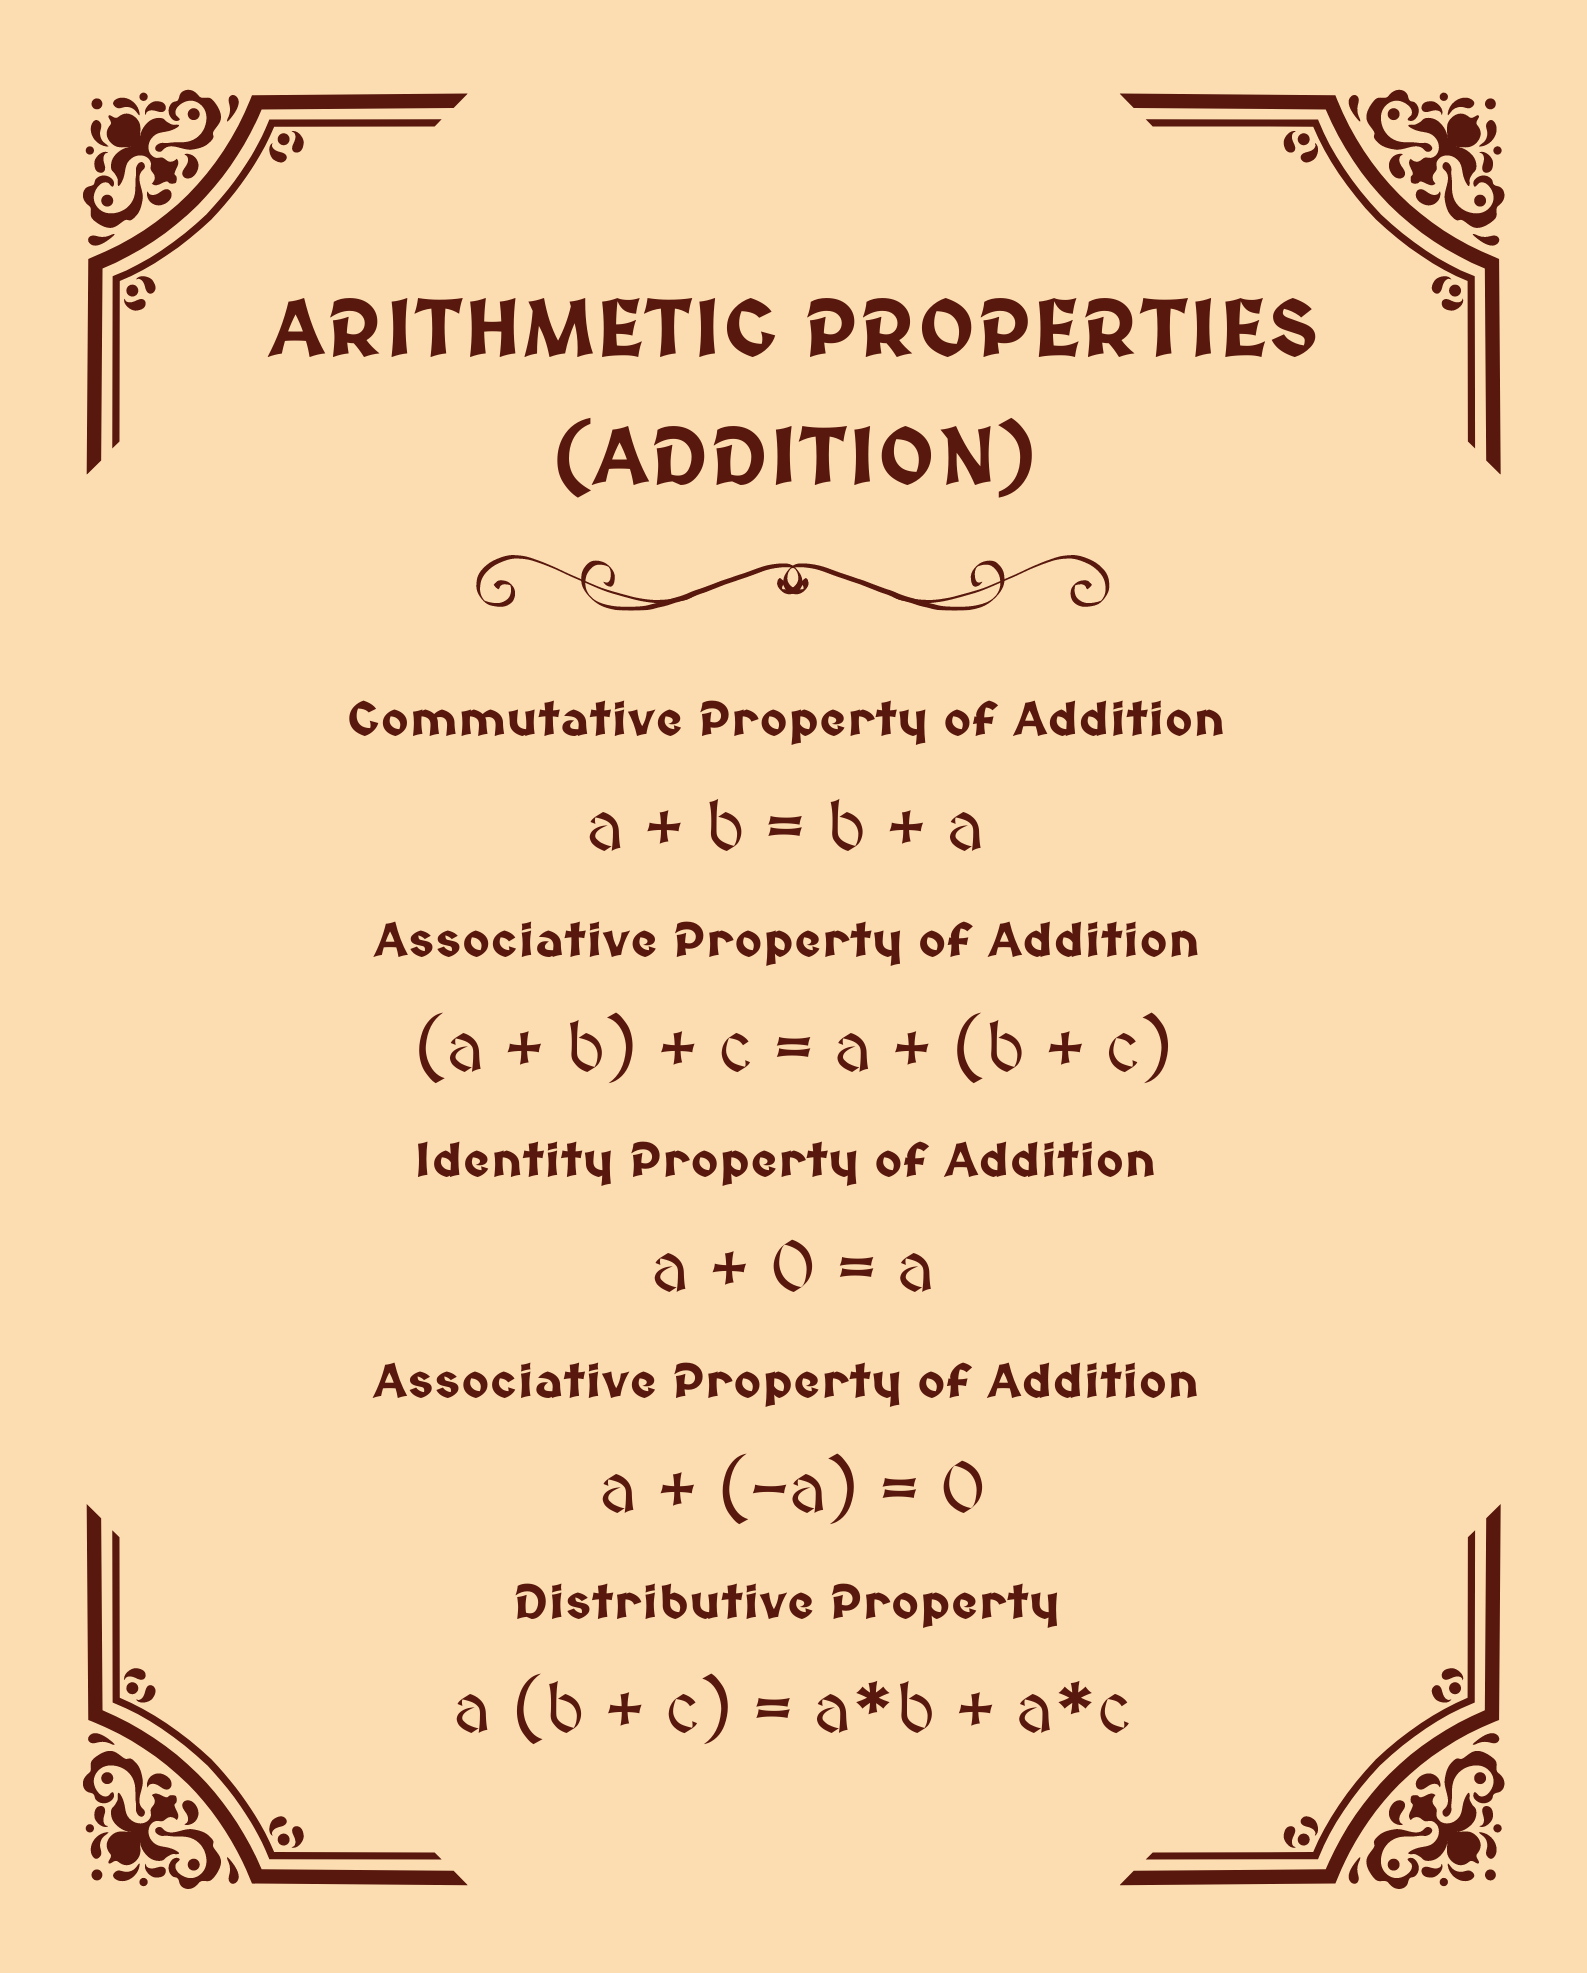 ARITHMETIC PROPERTIES
(ADDITION)
Commutative Property of Addition
a + b = b + a
Associative Property of Addition
(a + b) + c = a + (b + c)
Identity Property of Addition
a + 0 = a
Associative Property of Addition
a + (-a) = 0
Distributive Property
a (b + c) = a*b + a*c